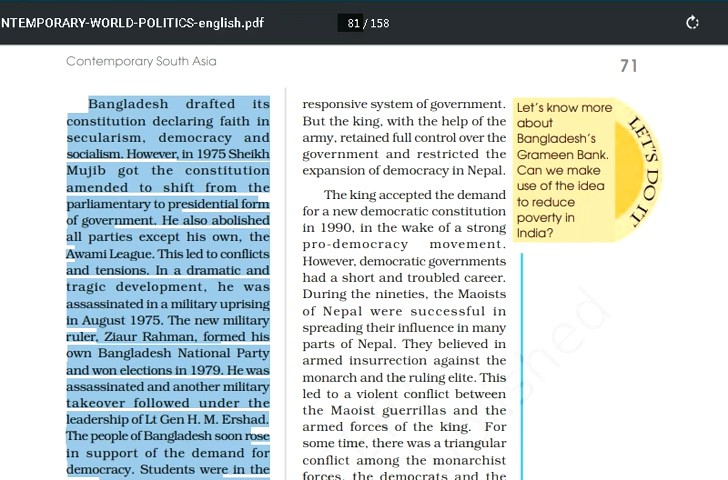 NTEMPORARY-WORLD-POLITICS-english.pdf
81 / 158
Contemporary South Asia
71
Bangladesh drafted its
constitution declaring faith in
secularism, democracy and
socialism. However, in 1975 Sheikh
Mujib got the constitution
amended to shift from the
parliamentary to presidential form
of government. He also abolished
all parties except his own, the
Awami League. This led to conflicts
and tensions. In a dramatic and
tragic development, he was
assassinated in a military uprising
in August 1975. The new military
ruler, Ziaur Rahman, formed his
own Bangladesh National Party
and won elections in 1979. He was
assassinated and another military
takeover followed under the
leadership of Lt Gen H. M. Ershad.
The people of Bangladesh soon rose
in support of the demand for
democracy. Students were in the
responsive system of government.
But the king, with the help of the
army, retained full control over the
government and restricted the
expansion of democracy in Nepal.
The king accepted the demand
for a new democratic constitution
in 1990, in the wake of a strong
pro-democracy movement.
However, democratic governments
had a short and troubled career.
During the nineties, the Maoists
of Nepal were successful in
spreading their influence in many
parts of Nepal. They believed in
armed insurrection against the
monarch and the ruling elite. This
led to a violent conflict between
the Maoist guerrillas and the
armed forces of the king. For
some time, there was a triangular
conflict among the monarchist
forces, the democrats and the
Let's know more
about
Bangladesh's
Grameen Bank.
Can we make
use of the idea
to reduce
poverty in
India?
LET'S DO IT